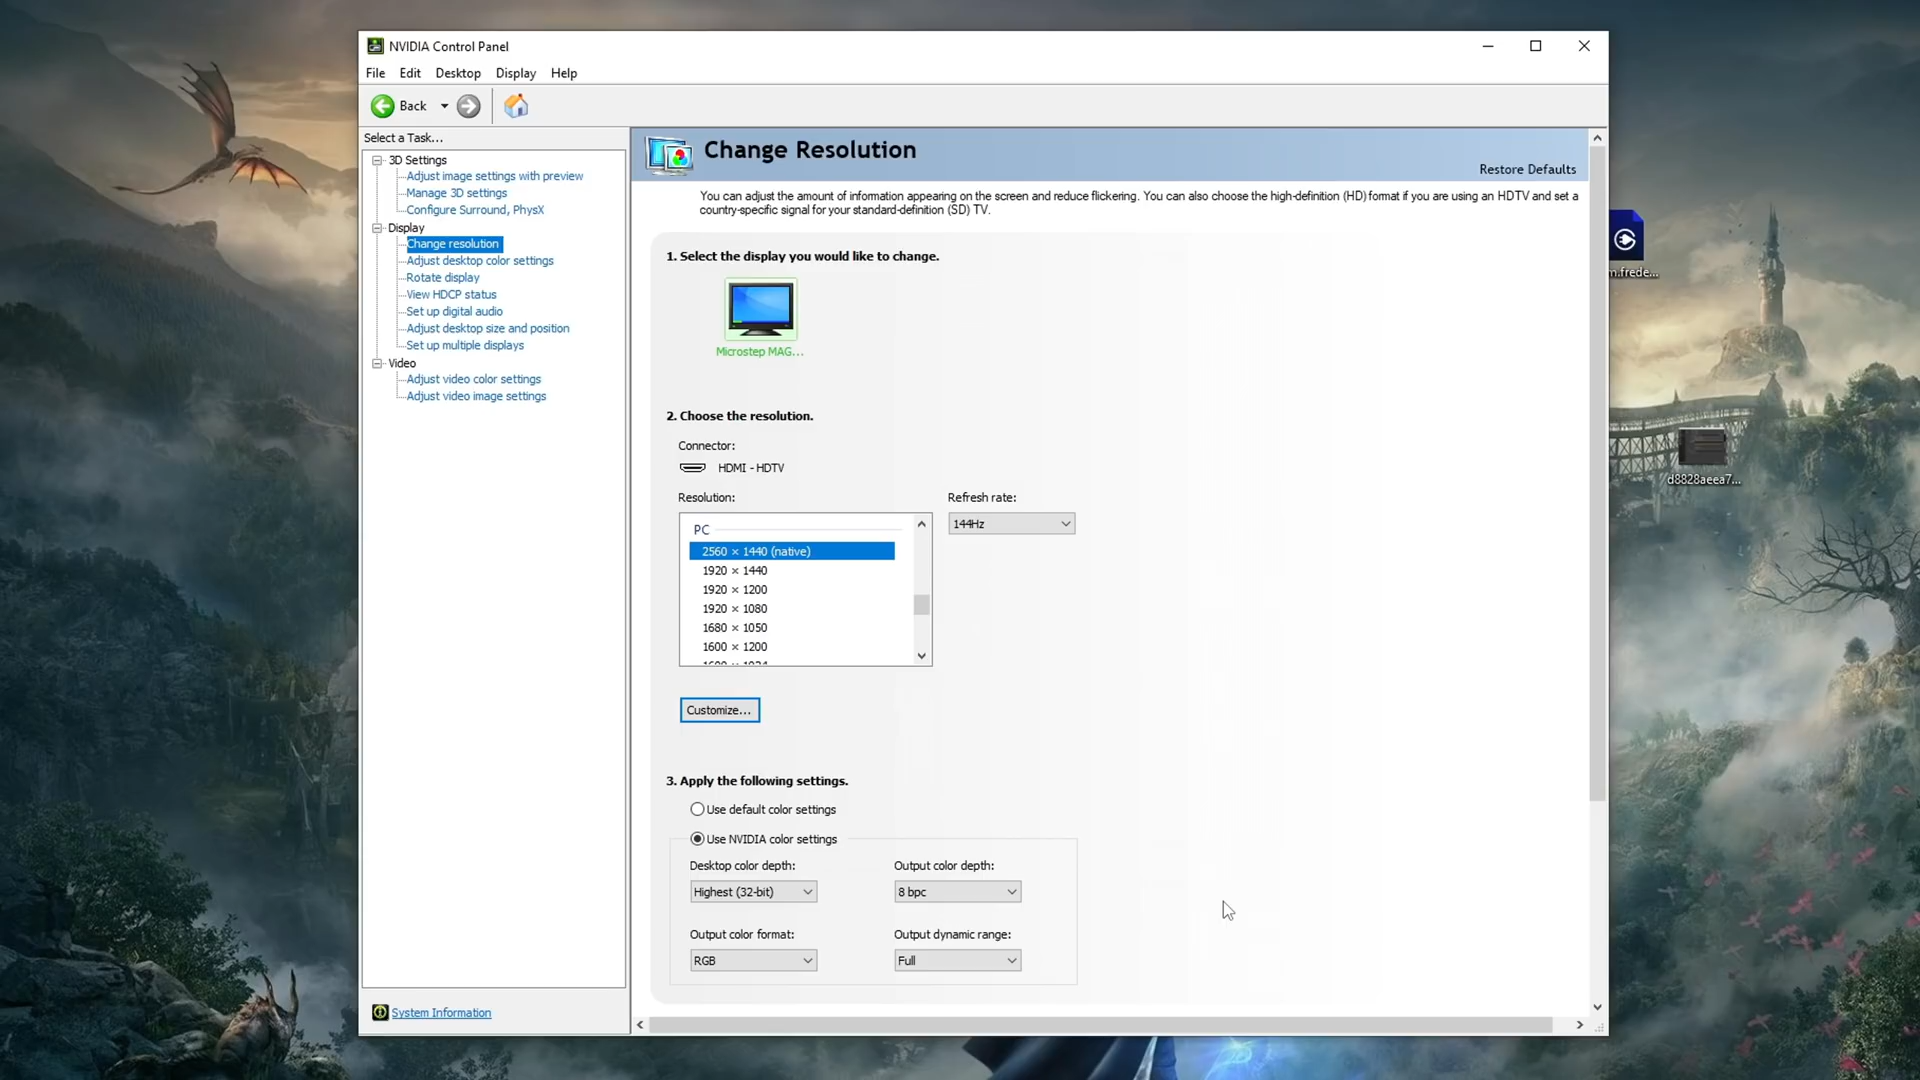 NVIDIA Control Panel
File Edit Desktop Display Help
Back
Select a Task...
3D Settings
Adjust image settings with preview
Manage 3D settings
Configure Surround, PhysX
Display
Change resolution
Adjust desktop color settings
Rotate display
View HDCP status
Set up digital audio
Adjust desktop size and position
Set up multiple displays
Video
Adjust video color settings
Adjust video image settings
System Information
Change Resolution
Restore Defaults
You can adjust the amount of information appearing on the screen and reduce flickering. You can also choose the high-definition (HD) format if you are using an HDTV and set a
country-specific signal for your standard-definition (SD) TV.
1. Select the display you would like to change.
Microstep MAG...
2. Choose the resolution.
Connector:
HDMI - HDTV
Resolution:
Refresh rate:
PC
144Hz
2560 × 1440 (native)
1920 × 1440
1920 × 1200
1920 × 1080
1680 × 1050
1600 × 1200
Customize...
3. Apply the following settings.
Use default color settings
Use NVIDIA color settings
Desktop color depth:
Output color depth:
Highest (32-bit)
8 bpc
Output color format:
Output dynamic range:
RGB
Full
m.frede...
d8828aeea7...